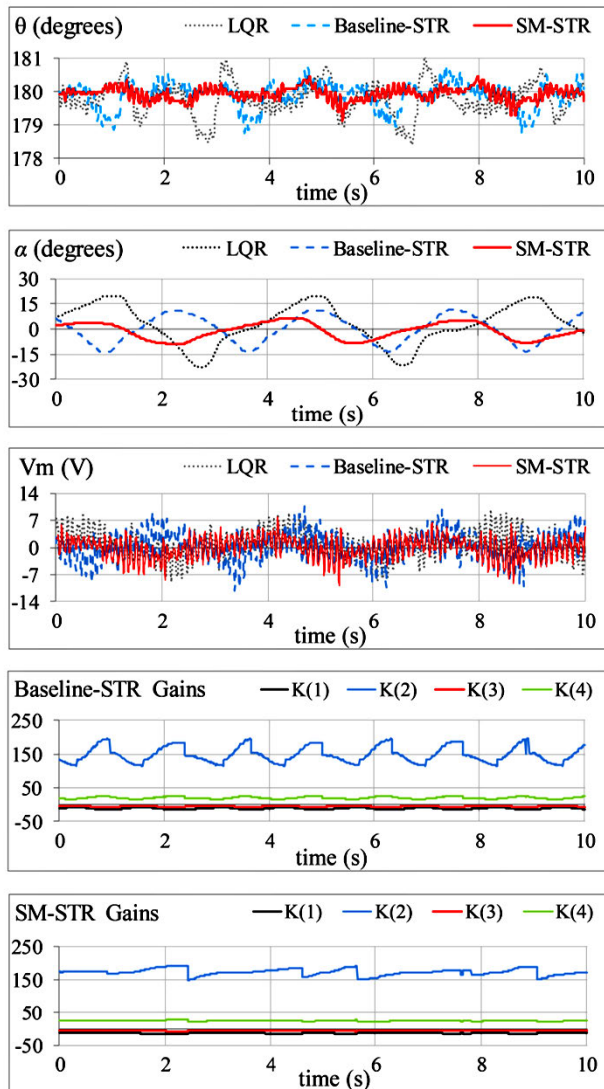 θ (degrees) LQR Baseline-STR SM-STR
181
180
179
178
0 2 4 6 8 10
time (s)
α (degrees) LQR Baseline-STR SM-STR
30
15
0
-15
-30
0 2 4 6 8 10
time (s)
Vm (V) LQR Baseline-STR SM-STR
14
7
0
-7
-14
0 2 4 6 8 10
time (s)
Baseline-STR Gains K(1) K(2) K(3) K(4)
250
150
50
-50
0 2 4 6 8 10
time (s)
SM-STR Gains K(1) K(2) K(3) K(4)
250
150
50
-50
0 2 4 6 8 10
time (s)